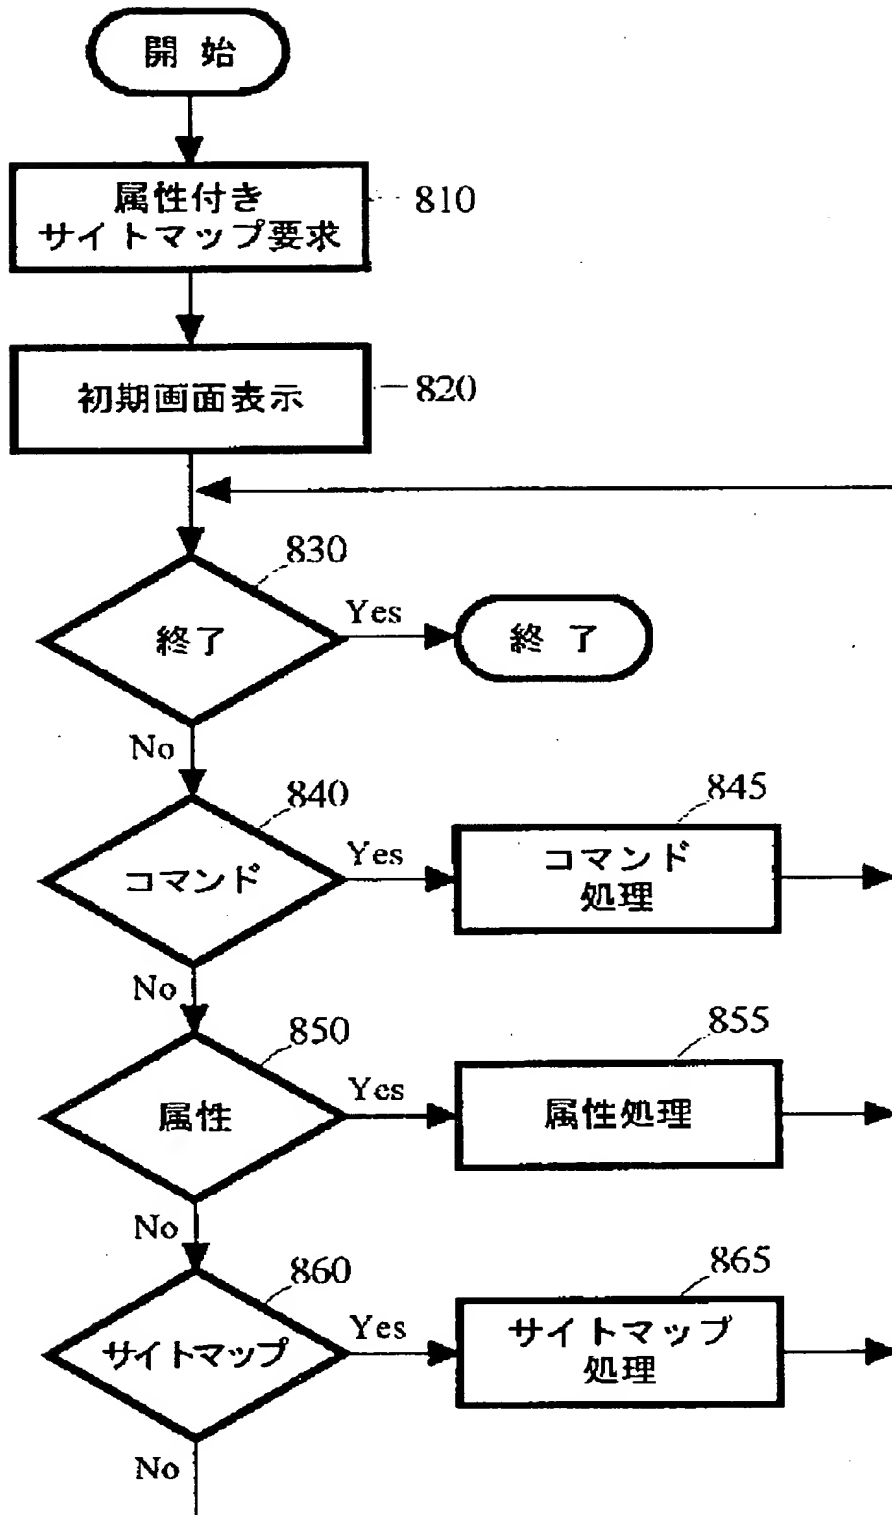 開始
属性付き
サイトマップ要求
810
初期画面表示
820
830
終了
Yes
終了
No
840
コマンド
Yes
845
コマンド
処理
No
850
属性
Yes
855
属性処理
No
860
サイトマップ
Yes
865
サイトマップ
処理
No